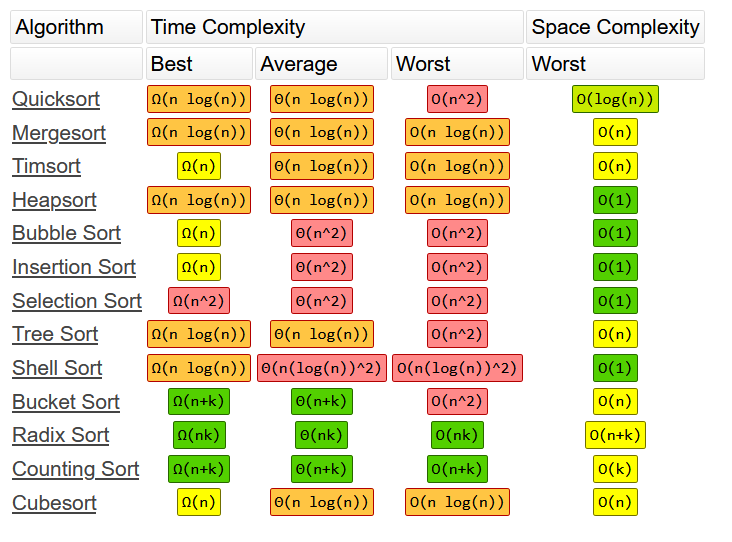 Algorithm Time Complexity Space Complexity
Best Average Worst Worst
Quicksort Ω(n log(n)) Θ(n log(n)) O(n^2) O(log(n))
Mergesort Ω(n log(n)) Θ(n log(n)) O(n log(n)) O(n)
Timsort Ω(n) Θ(n log(n)) O(n log(n)) O(n)
Heapsort Ω(n log(n)) Θ(n log(n)) O(n log(n)) O(1)
Bubble Sort Ω(n) Θ(n^2) O(n^2) O(1)
Insertion Sort Ω(n) Θ(n^2) O(n^2) O(1)
Selection Sort Ω(n^2) Θ(n^2) O(n^2) O(1)
Tree Sort Ω(n log(n)) Θ(n log(n)) O(n^2) O(n)
Shell Sort Ω(n log(n)) Θ(n(log(n))^2) O(n(log(n))^2) O(1)
Bucket Sort Ω(n+k) Θ(n+k) O(n^2) O(n)
Radix Sort Ω(nk) Θ(nk) O(nk) O(n+k)
Counting Sort Ω(n+k) Θ(n+k) O(n+k) O(k)
Cubesort Ω(n) Θ(n log(n)) O(n log(n)) O(n)